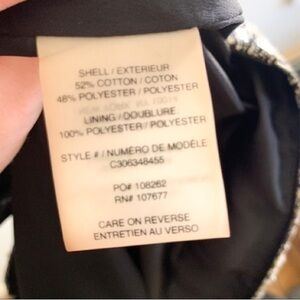 SHELL / EXTERIEUR
52% COTTON / COTON
48% POLYESTER / POLYESTER
LINING / DOUBLURE
100% POLYESTER / POLYESTER
STYLE # / NUMÉRO DE MODÈLE
C306348455
PO# 108262
RN# 107677
CARE ON REVERSE
ENTRETIEN AU VERSO